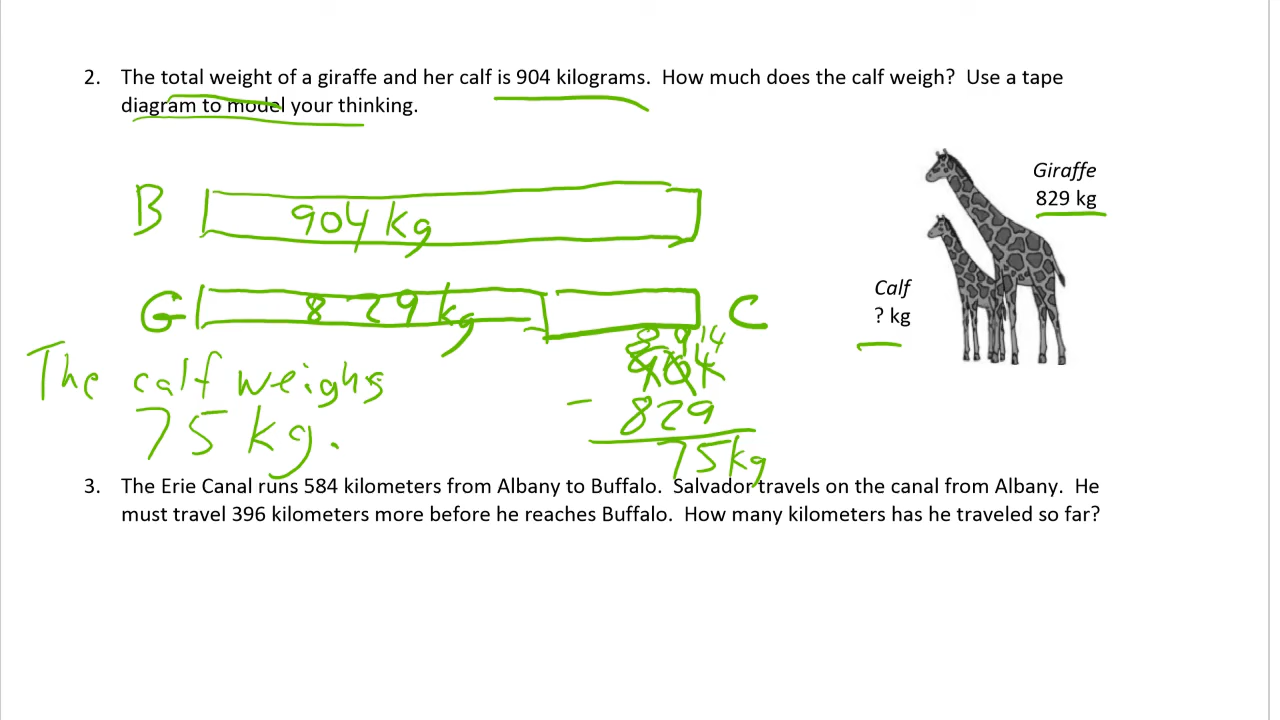 2. The total weight of a giraffe and her calf is 904 kilograms. How much does the calf weigh? Use a tape
diagram to model your thinking.
Giraffe
829 kg
B 904 kg
Calf
? kg
G 829 kg C
8 9 14
904
The calf weighs
- 829
75 kg.
75 kg
3. The Erie Canal runs 584 kilometers from Albany to Buffalo. Salvador travels on the canal from Albany. He
must travel 396 kilometers more before he reaches Buffalo. How many kilometers has he traveled so far?